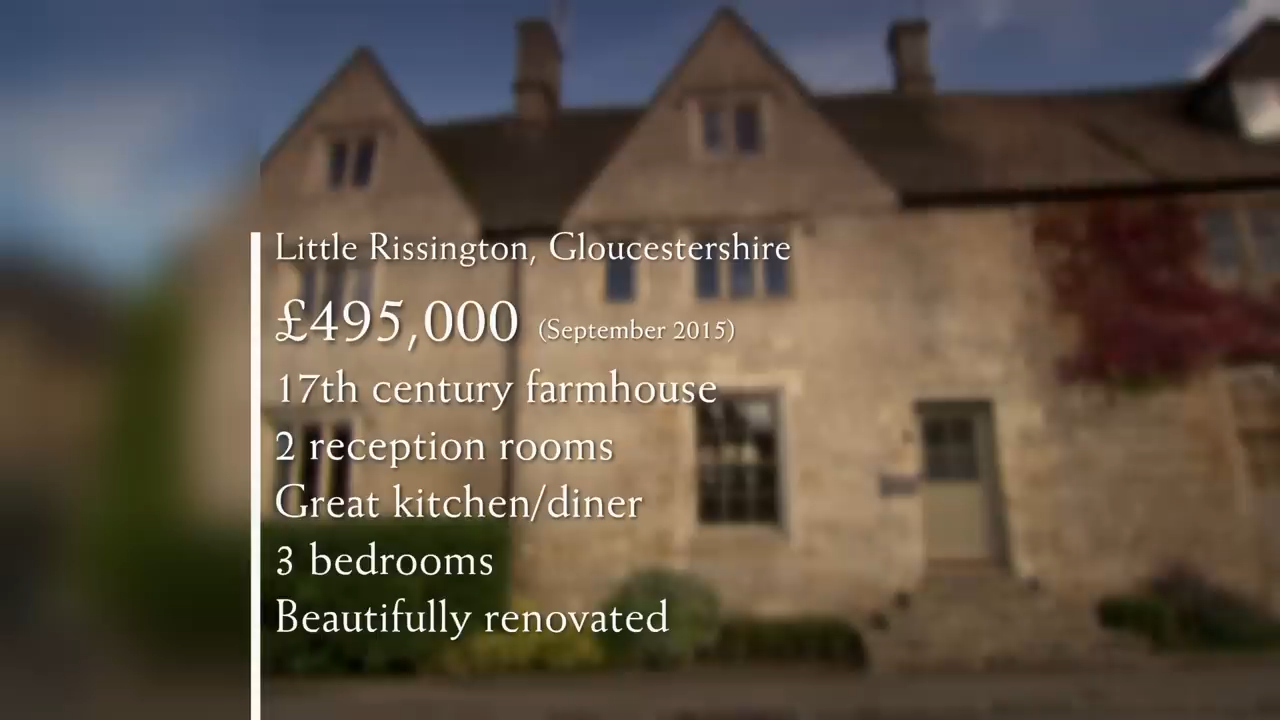 Little Rissington, Gloucestershire
£495,000 (September 2015)
17th century farmhouse
2 reception rooms
Great kitchen/diner
3 bedrooms
Beautifully renovated